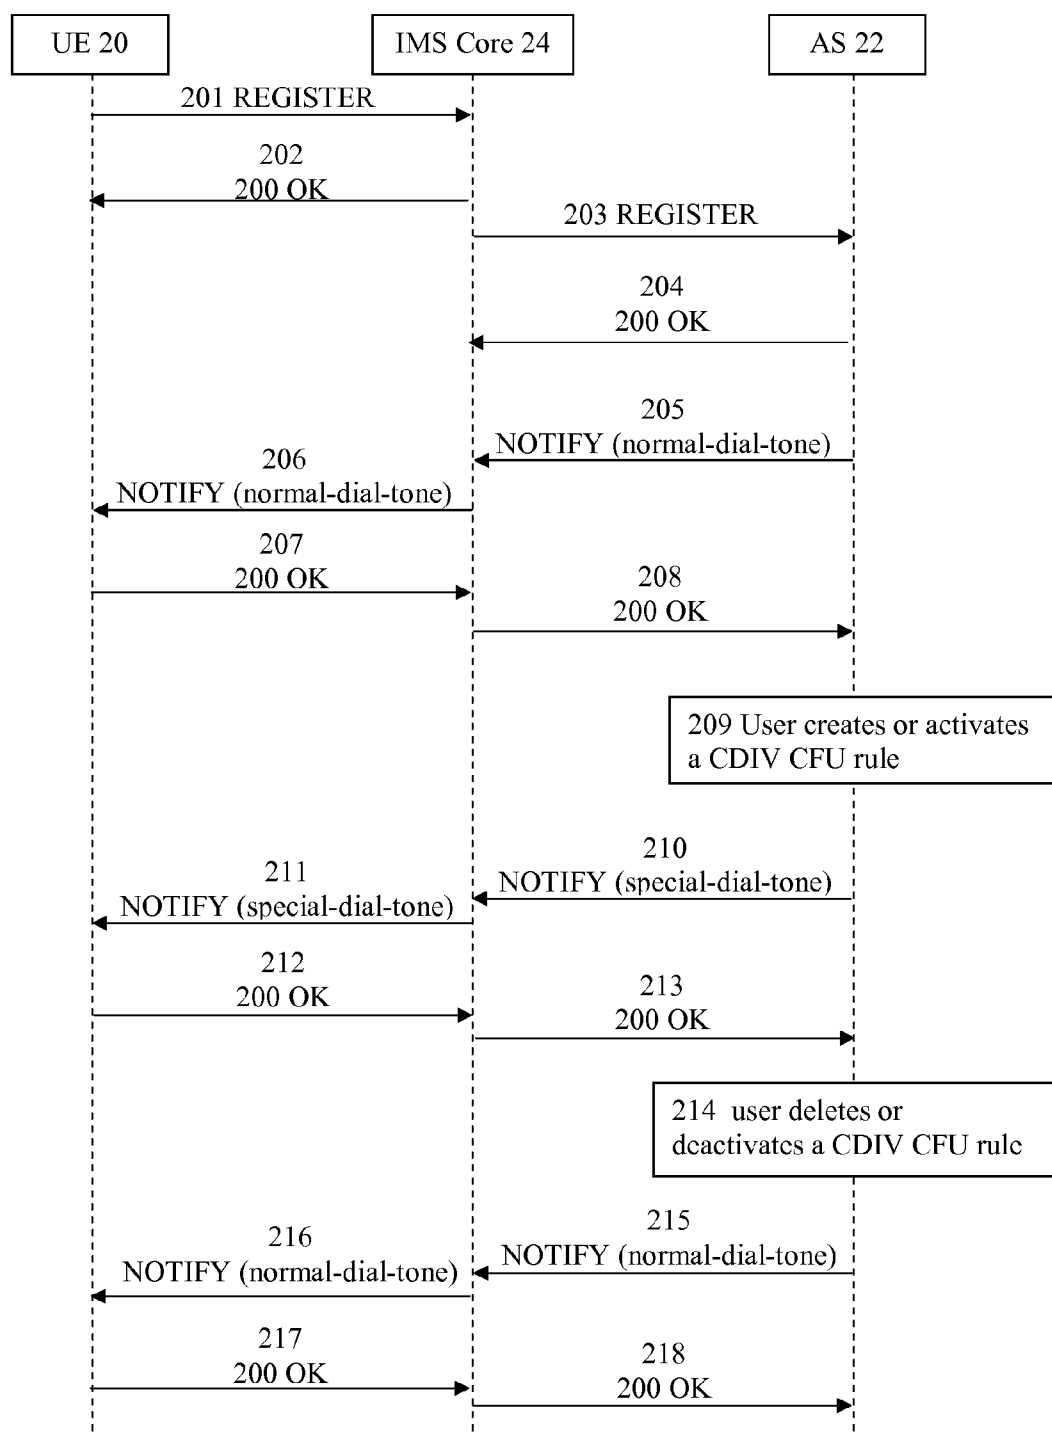 UE 20
IMS Core 24
AS 22
201 REGISTER
202
200 OK
203 REGISTER
204
200 OK
205
NOTIFY (normal-dial-tone)
206
NOTIFY (normal-dial-tone)
207
200 OK
208
200 OK
209 User creates or activates
a CDIV CFU rule
210
NOTIFY (special-dial-tone)
211
NOTIFY (special-dial-tone)
212
200 OK
213
200 OK
214 user deletes or
deactivates a CDIV CFU rule
215
NOTIFY (normal-dial-tone)
216
NOTIFY (normal-dial-tone)
217
200 OK
218
200 OK